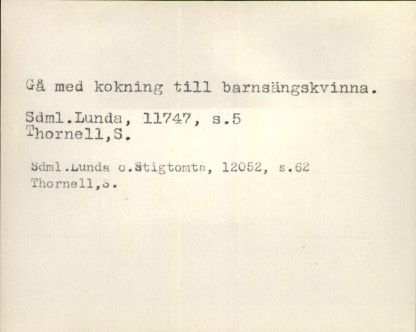 Gå med kokning till barnsängskvinna.
Sdml.Lunda, 11747, s.5
Thornell,S.
Sdml.Lunda o.Stigtomta, 12052, s.62
Thornell,S.